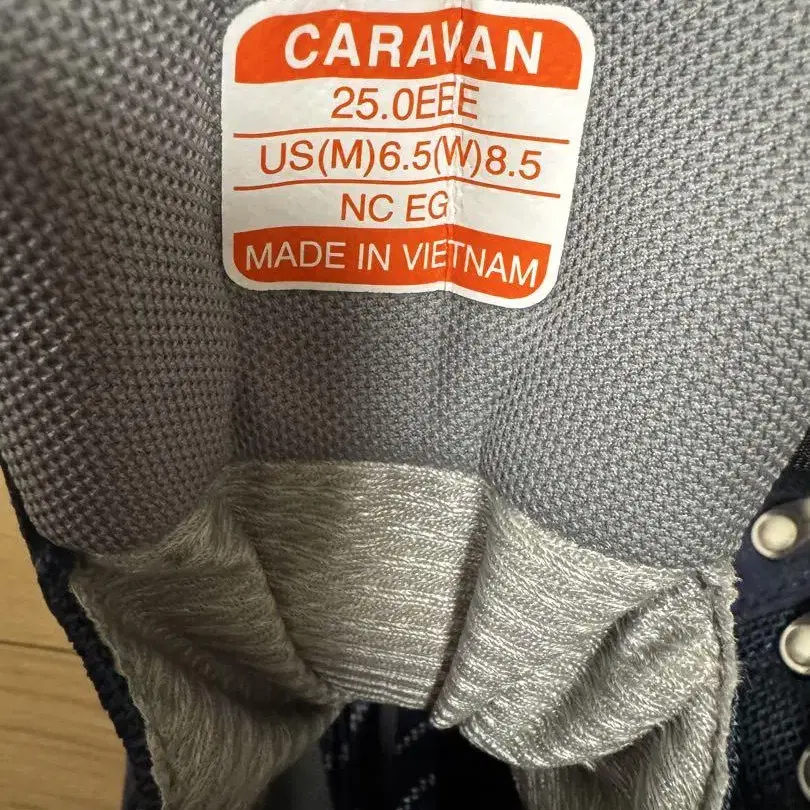 CARAVAN
25.0EEE
US(M)6.5(W)8.5
NC EG
MADE IN VIETNAM